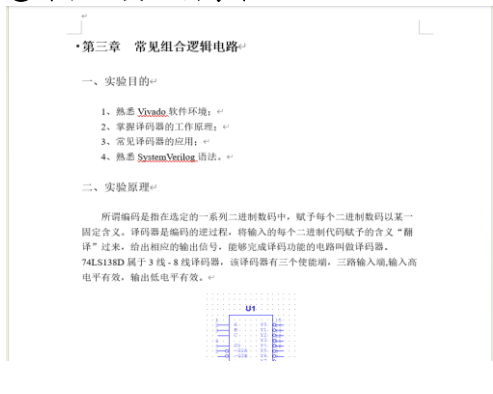 第三章 常见组合逻辑电路
一、实验目的
1、熟悉 Vivado 软件环境；
2、掌握译码器的工作原理；
3、常见译码器的应用；
4、熟悉 SystemVerilog 语法。
二、实验原理
所谓编码是指在选定的一系列二进制数码中，赋予每个二进制数码以某一
固定含义。译码器是编码的逆过程，将输入的每个二进制代码赋予的含义“翻
译”过来，给出相应的输出信号，能够完成译码功能的电路叫做译码器。
74LS138D 属于 3 线 - 8 线译码器，该译码器有三个使能端，三路输入端,输入高
电平有效，输出低电平有效。
U1